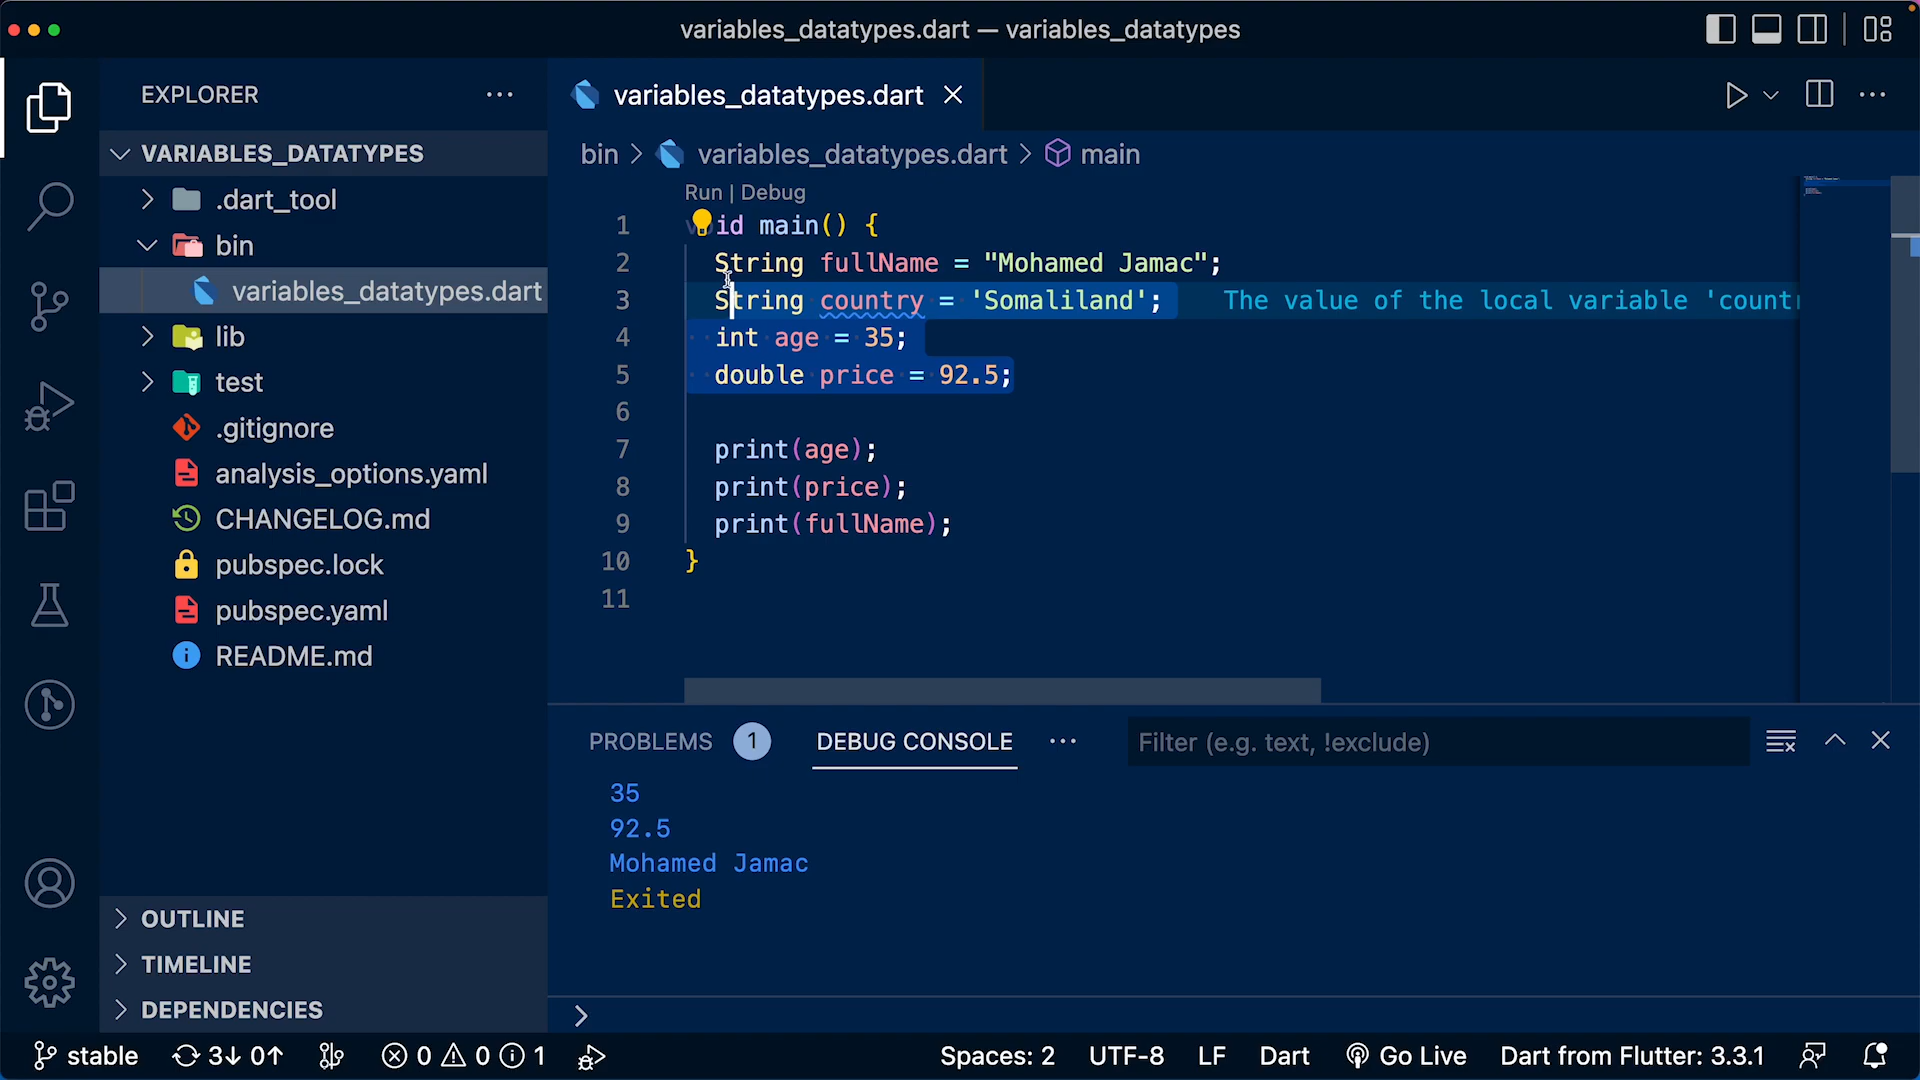 variables_datatypes.dart — variables_datatypes
EXPLORER
VARIABLES_DATATYPES
.dart_tool
bin
variables_datatypes.dart
lib
test
.gitignore
analysis_options.yaml
CHANGELOG.md
pubspec.lock
pubspec.yaml
README.md
OUTLINE
TIMELINE
DEPENDENCIES
variables_datatypes.dart
bin > variables_datatypes.dart > main
Run | Debug
1 void main() {
2 String fullName = "Mohamed Jamac";
3 String country = 'Somaliland'; The value of the local variable 'countr
4 int age = 35;
5 double price = 92.5;
6
7 print(age);
8 print(price);
9 print(fullName);
10 }
11
PROBLEMS 1 DEBUG CONSOLE Filter (e.g. text, !exclude)
35
92.5
Mohamed Jamac
Exited
stable 3↓ 0↑ 0 0 1 Spaces: 2 UTF-8 LF Dart Go Live Dart from Flutter: 3.3.1